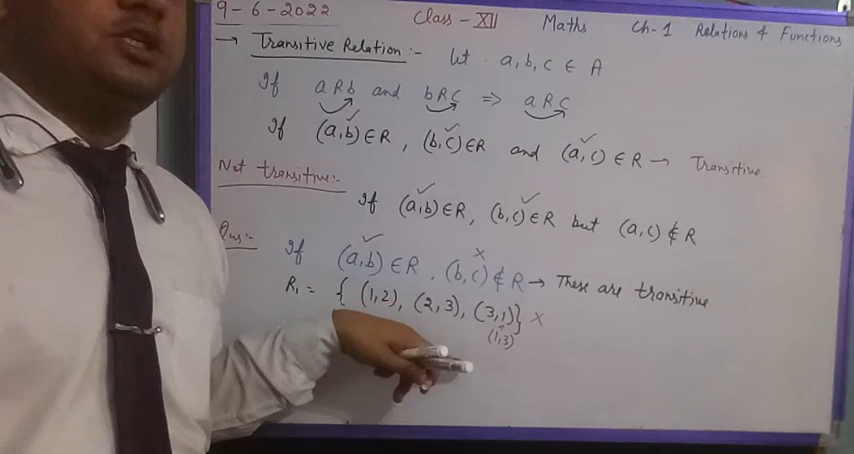 9-6-2022 Class - XII Maths Ch-1 Relations & Functions
→ Transitive Relation :- let a, b, c ∈ A
If aRb and bRc ⇒ aRc
If (a,b) ∈ R, (b,c) ∈ R and (a,c) ∈ R → Transitive
Not transitive:-
If (a,b) ∈ R, (b,c) ∈ R but (a,c) ∉ R
Qus:- If (a,b) ∈ R, (b,c) ∉ R → These are transitive
R₁ = { (1,2), (2,3), (3,1)} ×
(1,3)